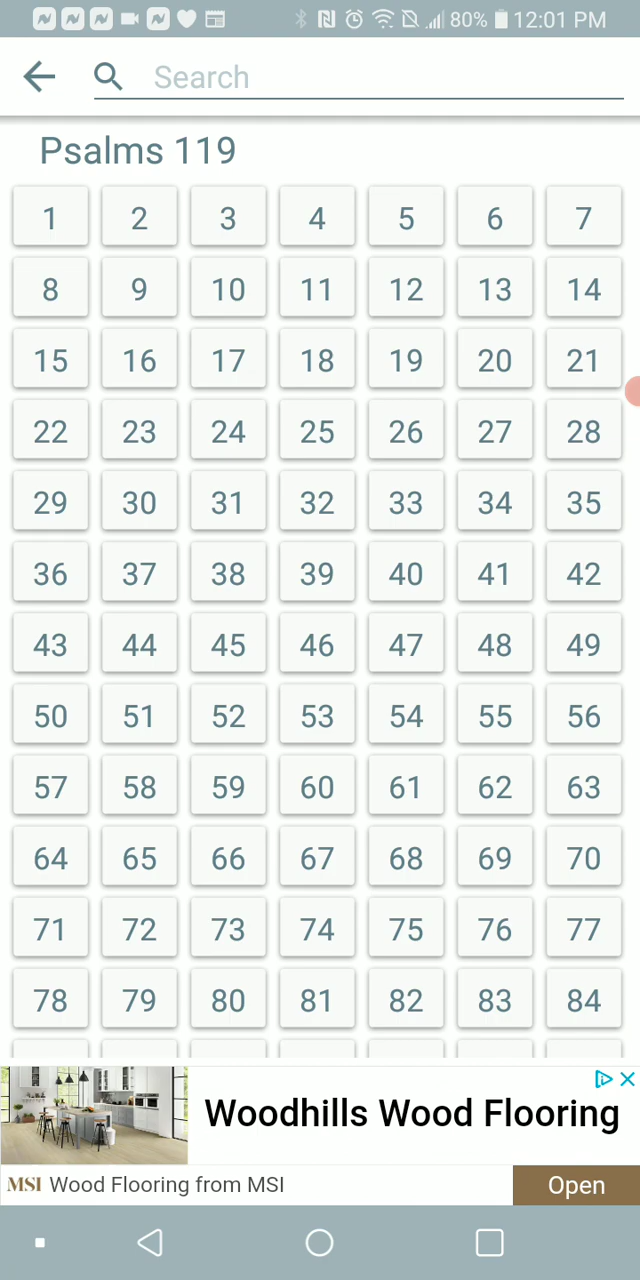 80% 12:01 PM
Search
Psalms 119
1 2 3 4 5 6 7
8 9 10 11 12 13 14
15 16 17 18 19 20 21
22 23 24 25 26 27 28
29 30 31 32 33 34 35
36 37 38 39 40 41 42
43 44 45 46 47 48 49
50 51 52 53 54 55 56
57 58 59 60 61 62 63
64 65 66 67 68 69 70
71 72 73 74 75 76 77
78 79 80 81 82 83 84
Woodhills Wood Flooring
MSI Wood Flooring from MSI Open